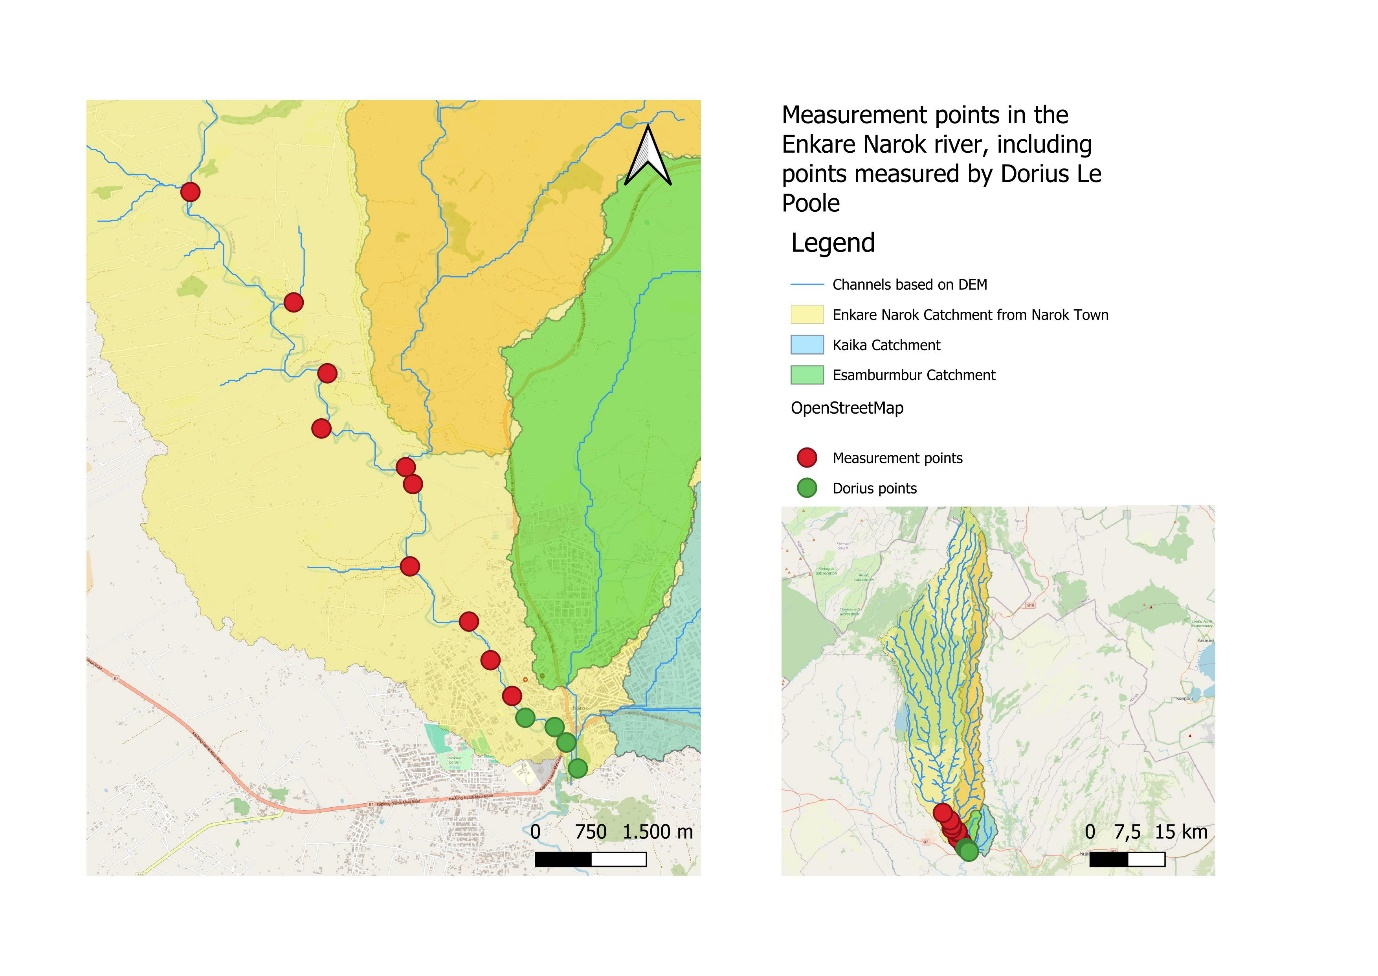 Measurement points in the
Enkare Narok river, including
points measured by Dorius Le
Poole
Legend
Channels based on DEM
Enkare Narok Catchment from Narok Town
Kaika Catchment
Esamburmbur Catchment
OpenStreetMap
Measurement points
Dorius points
0 750 1.500 m
0 7,5 15 km